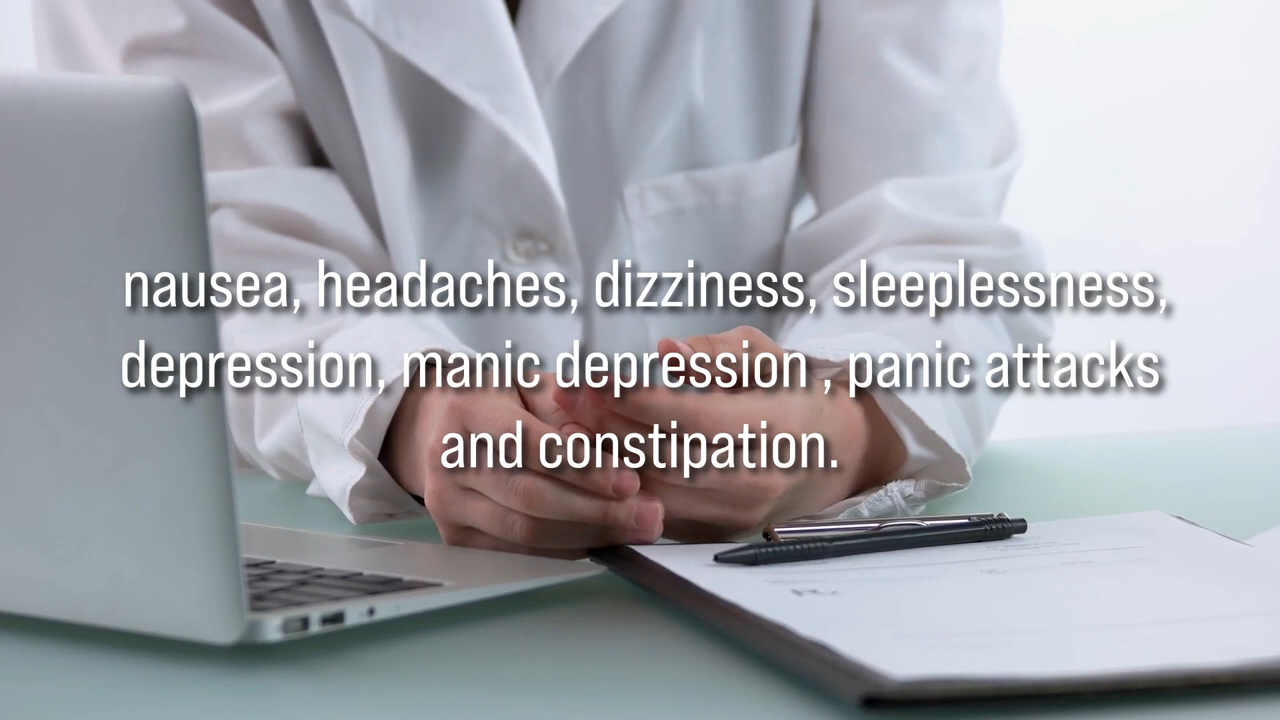 nausea, headaches, dizziness, sleeplessness,
depression, manic depression , panic attacks
and constipation.